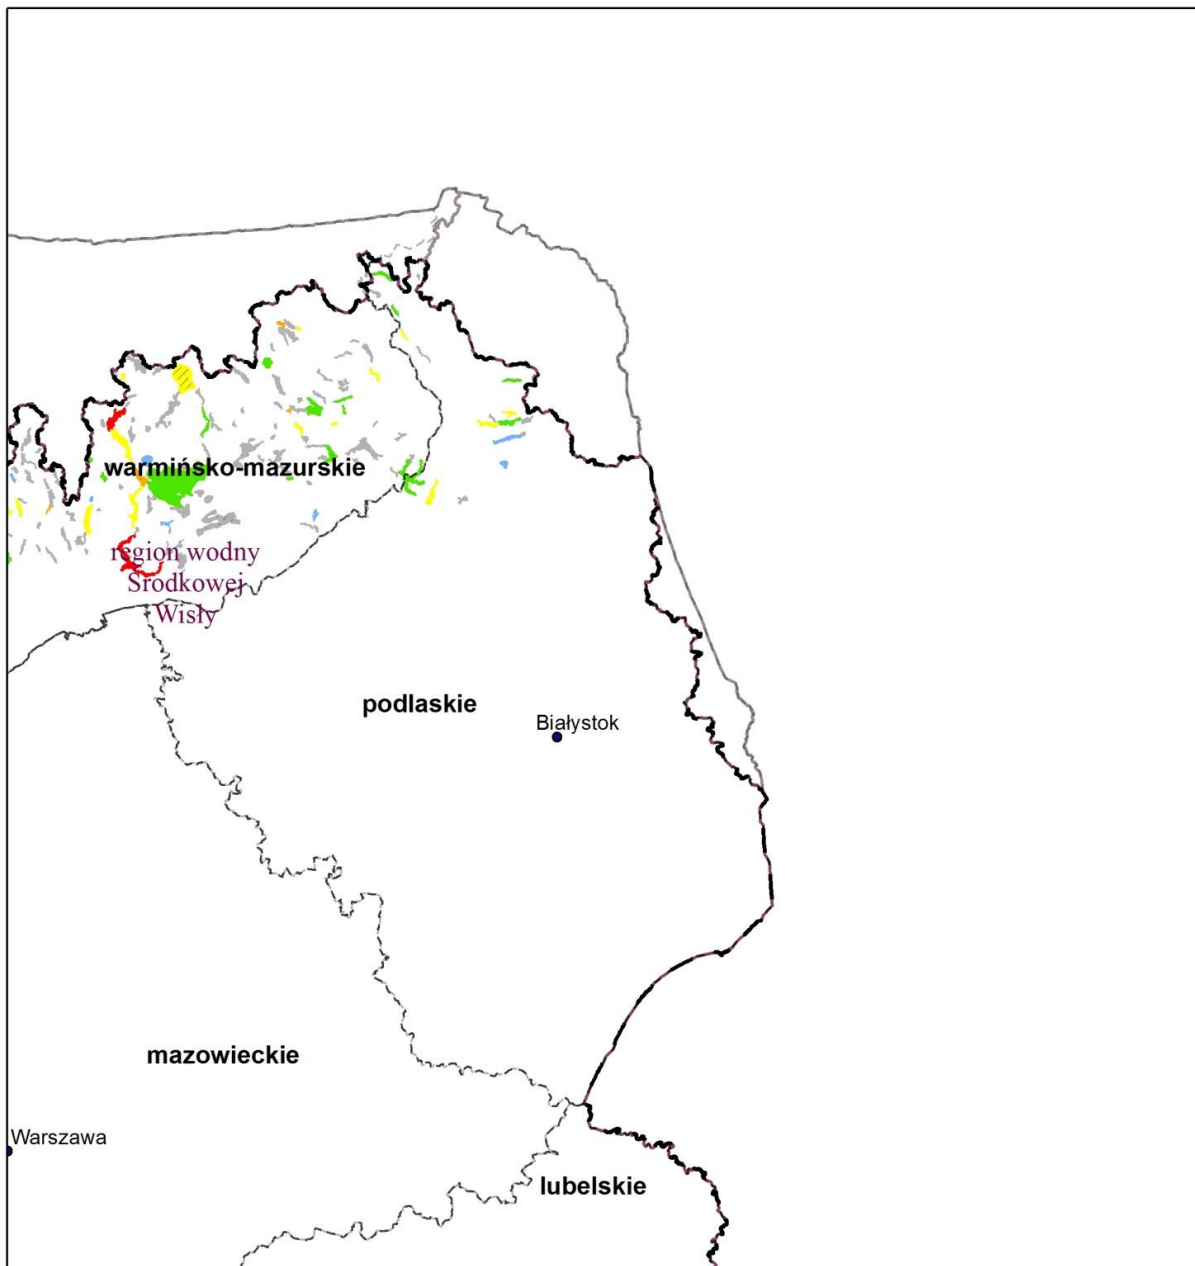 warmińsko-mazurskie
region wodny
Środkowej
Wisły
podlaskie
Białystok
mazowieckie
Warszawa
lubelskie